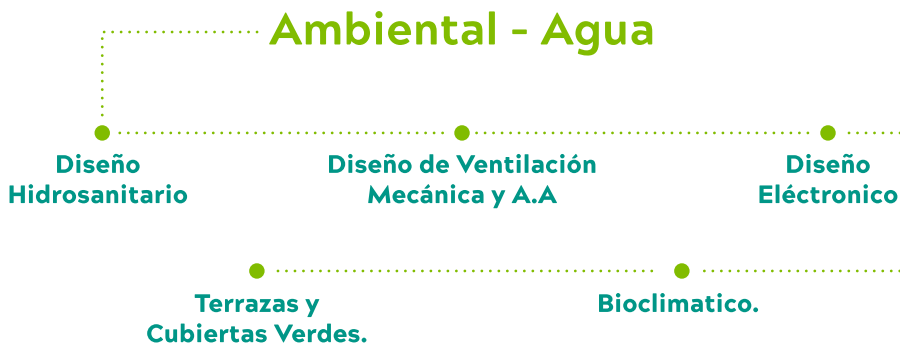 Ambiental - Agua
Diseño
Hidrosanitario
Diseño de Ventilación
Mecánica y A.A
Diseño
Eléctronico
Terrazas y
Cubiertas Verdes.
Bioclimatico.